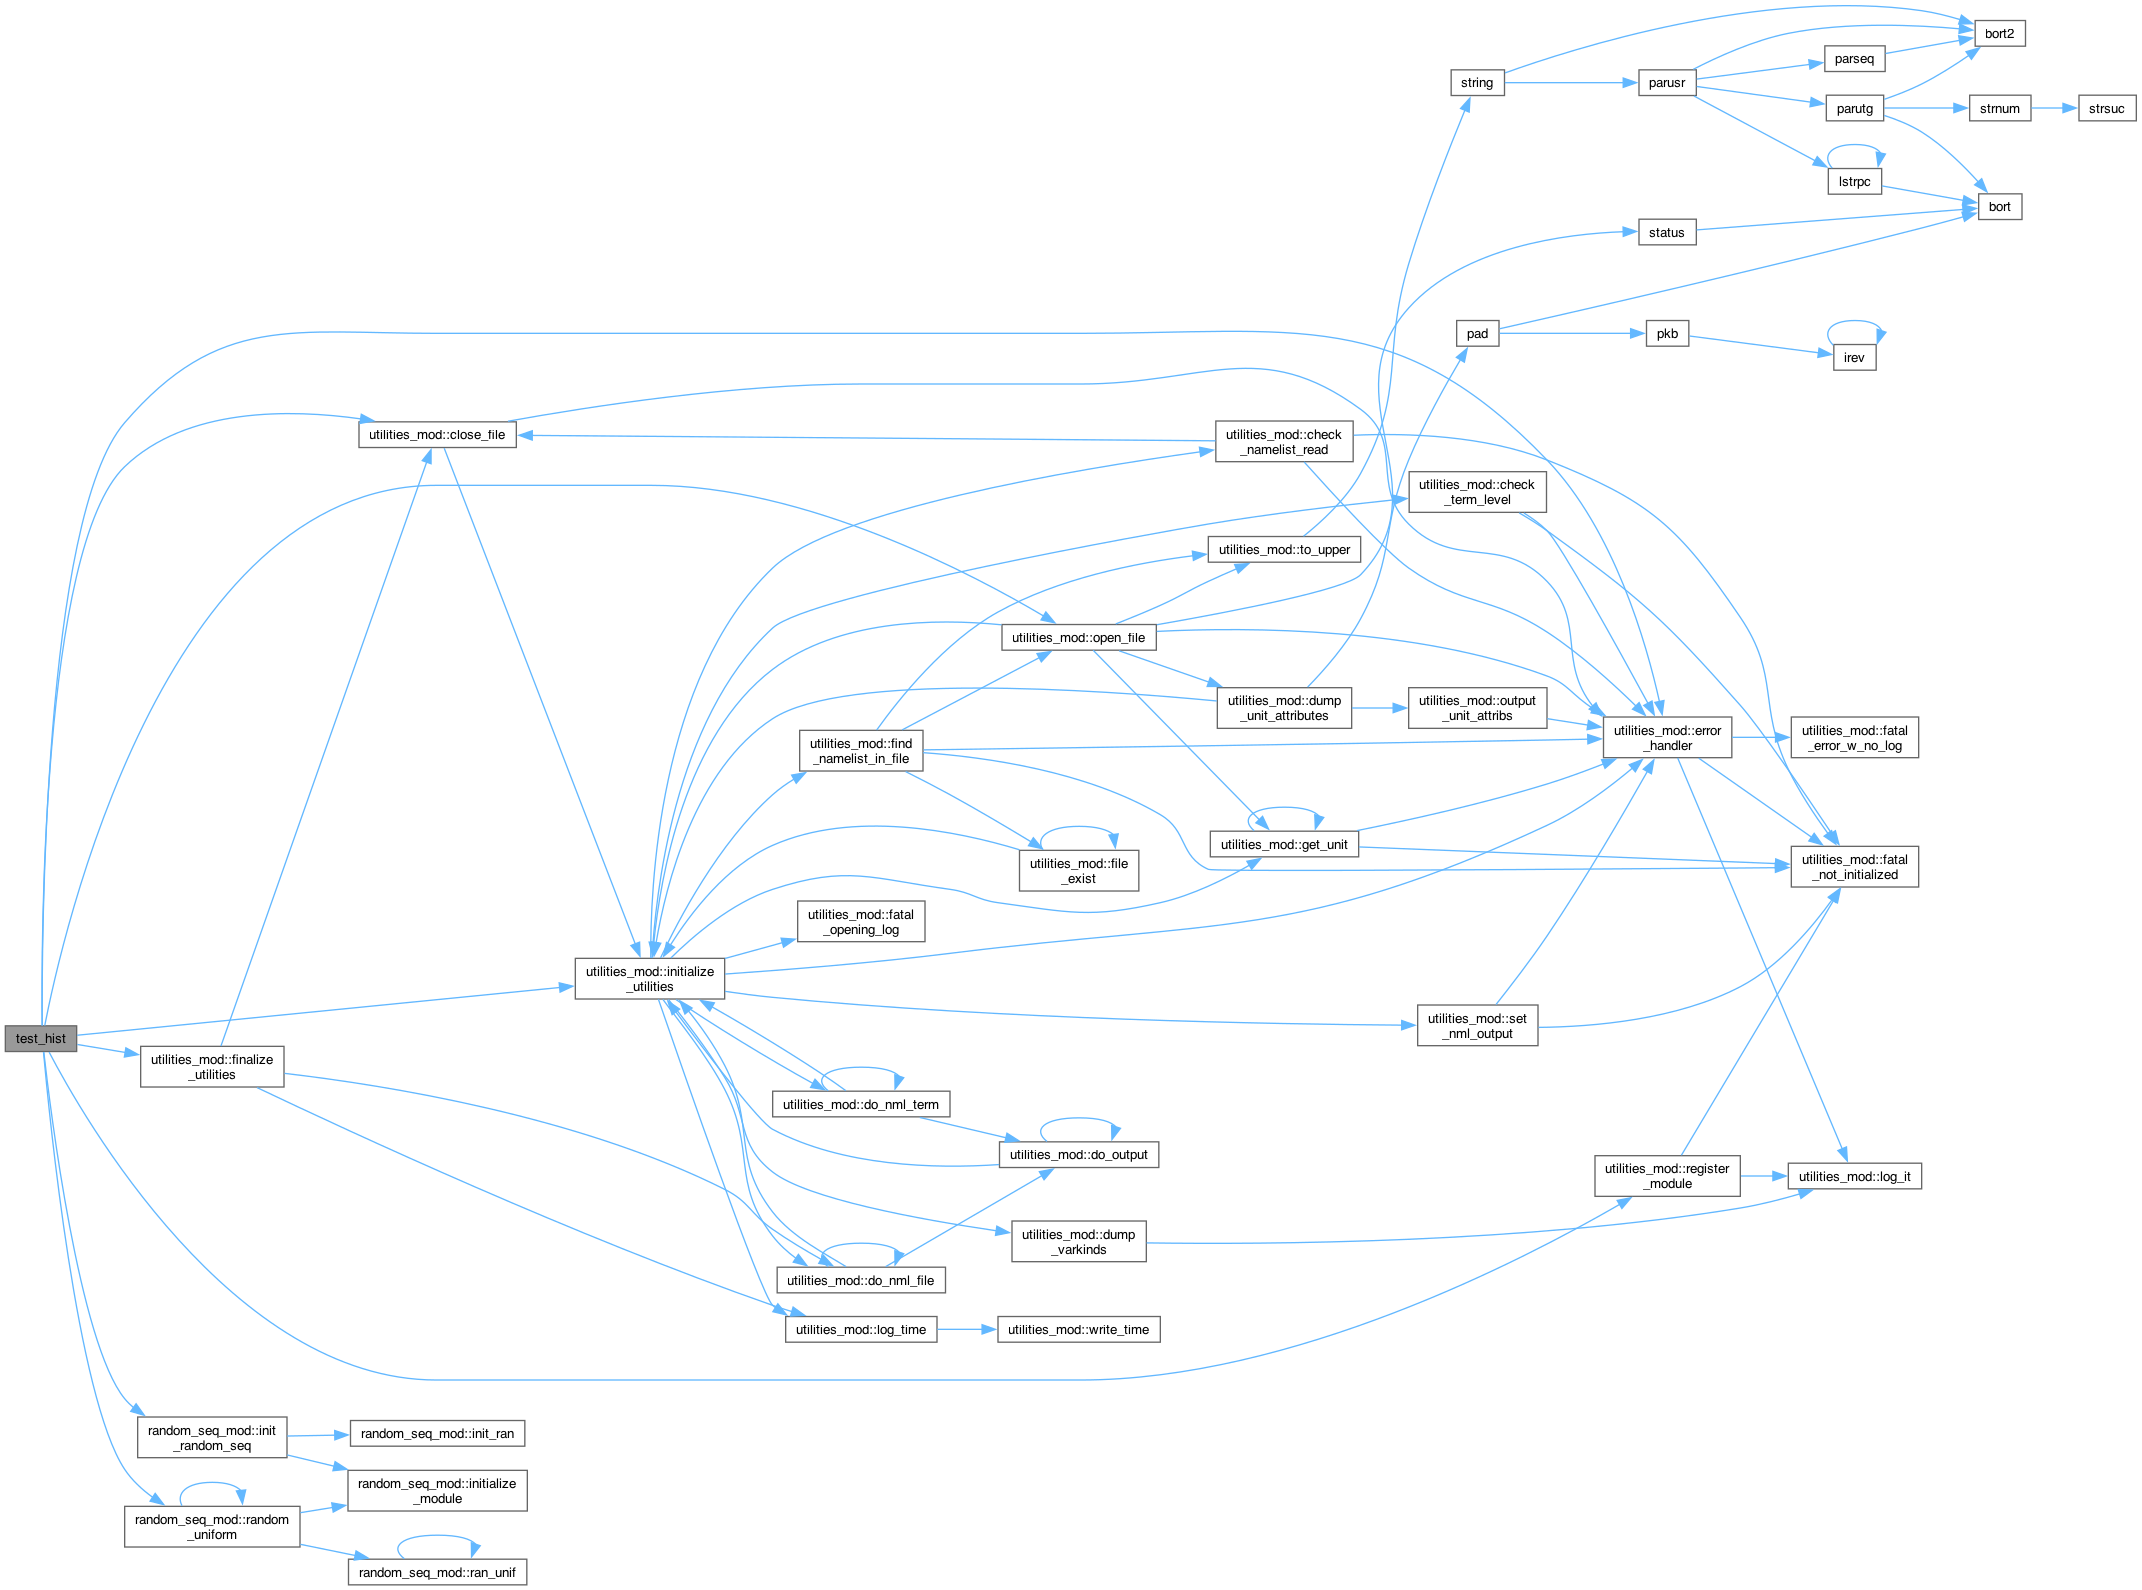 bort2
parseq
string
parusr
parutg
strnum
strsuc
lstrpc
bort
status
pad
pkb
irev
utilities_mod::close_file
utilities_mod::check
_namelist_read
utilities_mod::check
_term_level
utilities_mod::to_upper
utilities_mod::open_file
utilities_mod::dump
_unit_attributes
utilities_mod::output
_unit_attribs
utilities_mod::error
_handler
utilities_mod::fatal
_error_w_no_log
utilities_mod::find
_namelist_in_file
utilities_mod::get_unit
utilities_mod::file
_exist
utilities_mod::fatal
_not_initialized
utilities_mod::fatal
_opening_log
utilities_mod::initialize
_utilities
utilities_mod::set
_nml_output
test_hist
utilities_mod::finalize
_utilities
utilities_mod::do_nml_term
utilities_mod::do_output
utilities_mod::register
_module
utilities_mod::log_it
utilities_mod::dump
_varkinds
utilities_mod::do_nml_file
utilities_mod::log_time
utilities_mod::write_time
random_seq_mod::init
_random_seq
random_seq_mod::init_ran
random_seq_mod::initialize
_module
random_seq_mod::random
_uniform
random_seq_mod::ran_unif